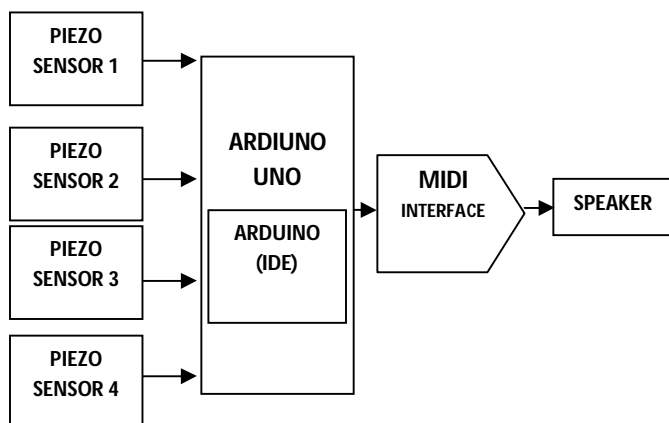 PIEZO
SENSOR 1
PIEZO
SENSOR 2
PIEZO
SENSOR 3
PIEZO
SENSOR 4
ARDIUNO
UNO
ARDUINO
(IDE)
MIDI
INTERFACE
SPEAKER